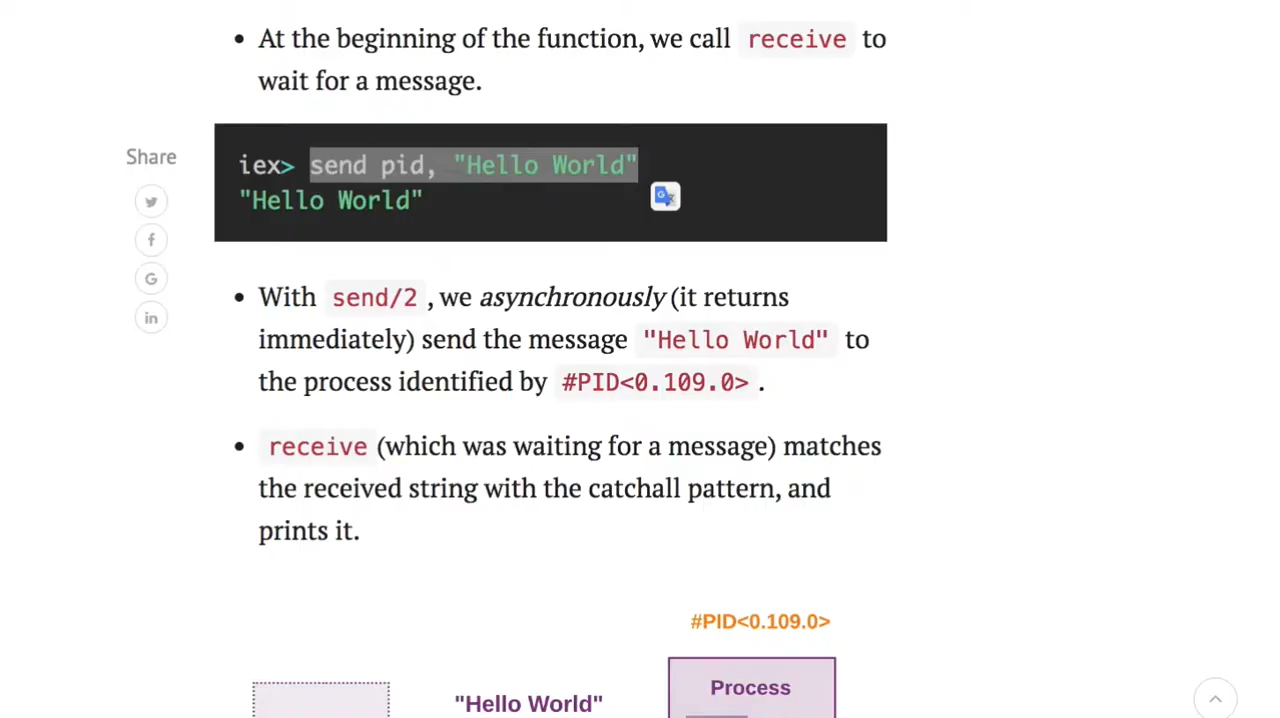 At the beginning of the function, we call receive to
wait for a message.
Share
iex> send pid, "Hello World"
"Hello World"
With send/2 , we asynchronously (it returns
immediately) send the message "Hello World" to
the process identified by #PID<0.109.0> .
receive (which was waiting for a message) matches
the received string with the catchall pattern, and
prints it.
#PID<0.109.0>
Process
"Hello World"